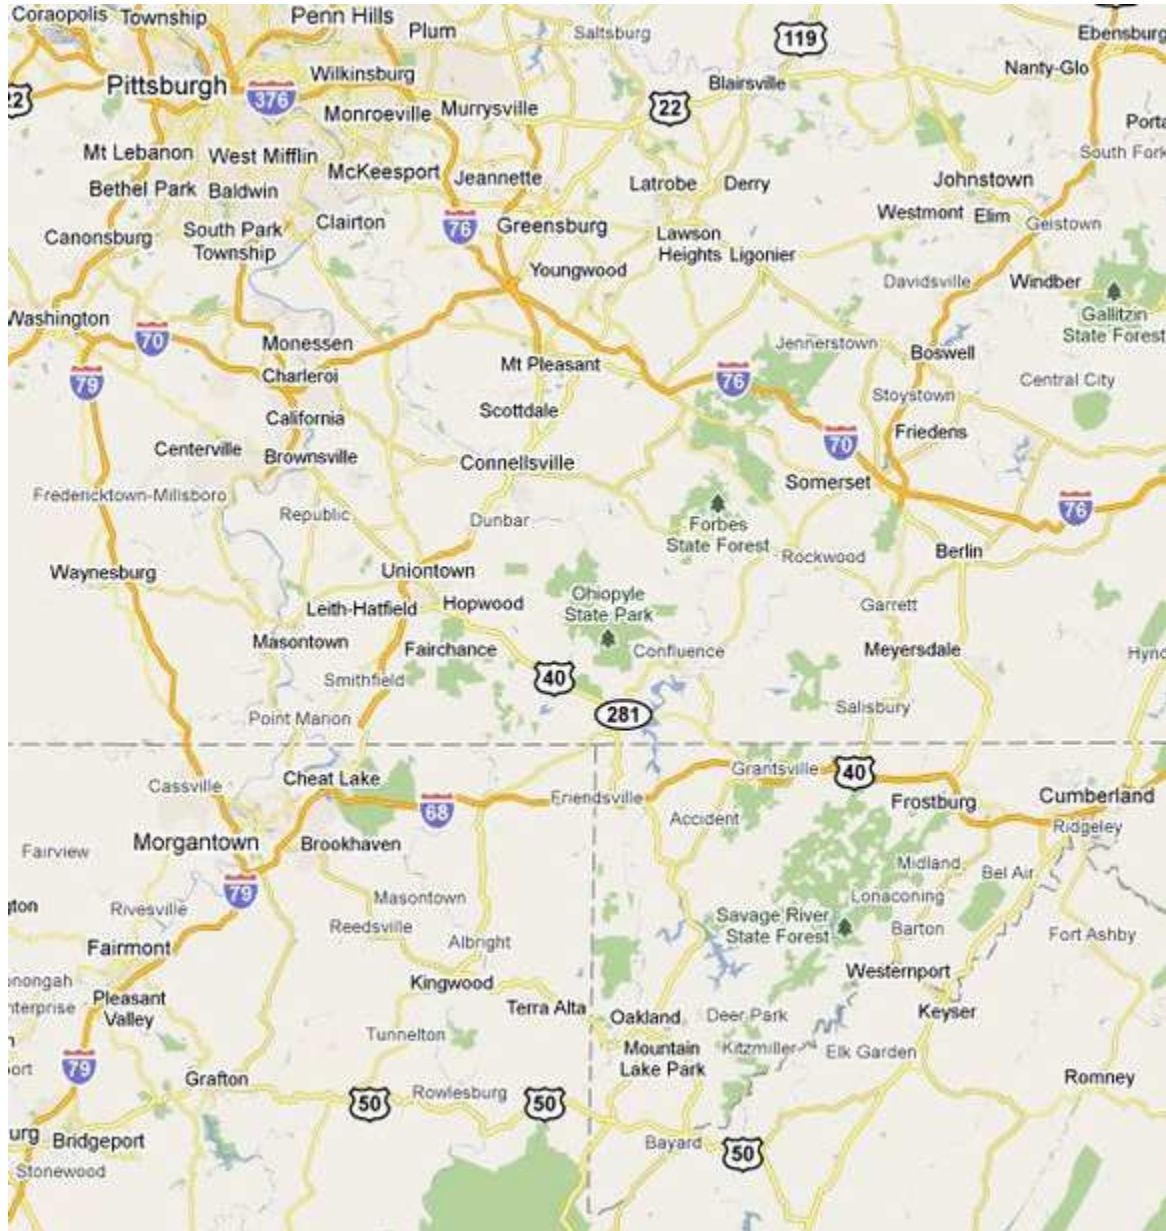 Coraopolis Township Penn Hills
Plum Saltsburg 119 Ebensburg
Pittsburgh 376 Wilkinsburg Blairsville Nanty-Glo
22 Monroeville Murrysville 22
Mt Lebanon West Mifflin South Fork
McKeesport Jeannette Latrobe Derry Johnstown
Bethel Park Baldwin
Canonsburg South Park
Township Clairton 76 Greensburg Westmont Elim Geistown
Lawson
Heights Ligonier
Youngwood Davidsville Windber
Gallitzin
State Forest
Washington 70 Monessen Jennerstown Boswell
79 Charleroi Mt Pleasant 76 Central City
California Scottdale Stoystown
Friedens
Centerville Brownsville Connellsville 70
Somerset 76
Fredericktown-Millsboro
Republic Dunbar Forbes
State Forest
Rockwood Berlin
Waynesburg Uniontown
Ohiopyle
State Park
Leith-Hatfield Hopwood Garrett
Masontown Fairchance Confluence Meyersdale
Smithfield 40
Point Marion 281 Salisbury
Cassville Cheat Lake Grantsville 40
68 Friendsville Frostburg Cumberland
Accident Ridgeley
Morgantown Brookhaven
Fairview 79 Midland Bel Air
Masontown Lonaconing
Rivesville Reedsville Savage River
State Forest Barton Fort Ashby
Fairmont Albright
Kingwood Westernport
Pleasant
Valley Terra Alta Oakland Deer Park Keyser
Tunnelton Mountain
Lake Park Kitzmiller Elk Garden
79 Grafton Rowlesburg Romney
50 50
Bridgeport Bayard 50
Stonewood